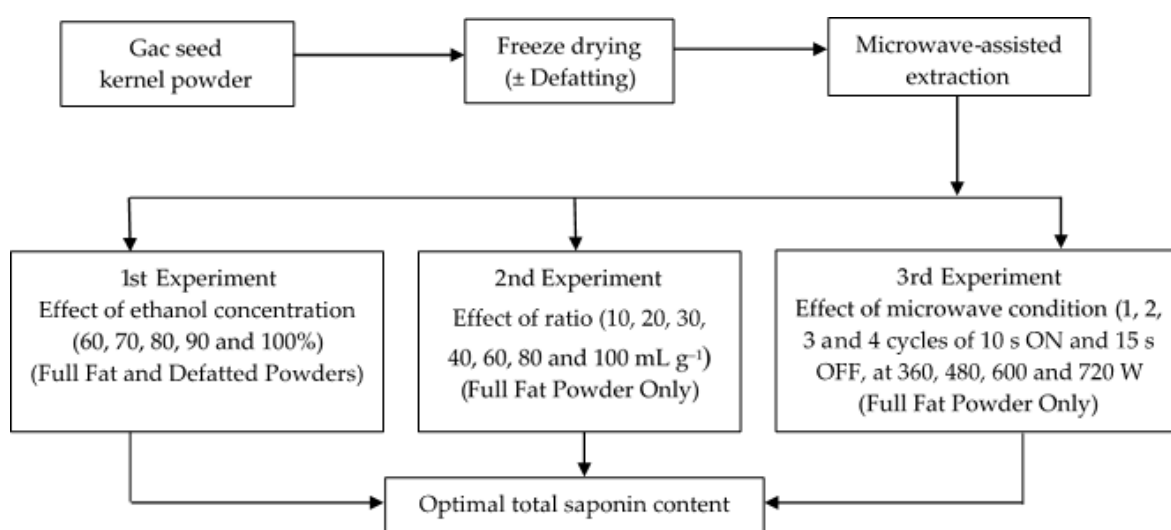 Gac seed
kernel powder
Freeze drying
(± Defatting)
Microwave-assisted
extraction
1st Experiment
Effect of ethanol concentration
(60, 70, 80, 90 and 100%)
(Full Fat and Defatted Powders)
2nd Experiment
Effect of ratio (10, 20, 30,
40, 60, 80 and 100 mL g⁻¹)
(Full Fat Powder Only)
3rd Experiment
Effect of microwave condition (1, 2,
3 and 4 cycles of 10 s ON and 15 s
OFF, at 360, 480, 600 and 720 W
(Full Fat Powder Only)
Optimal total saponin content